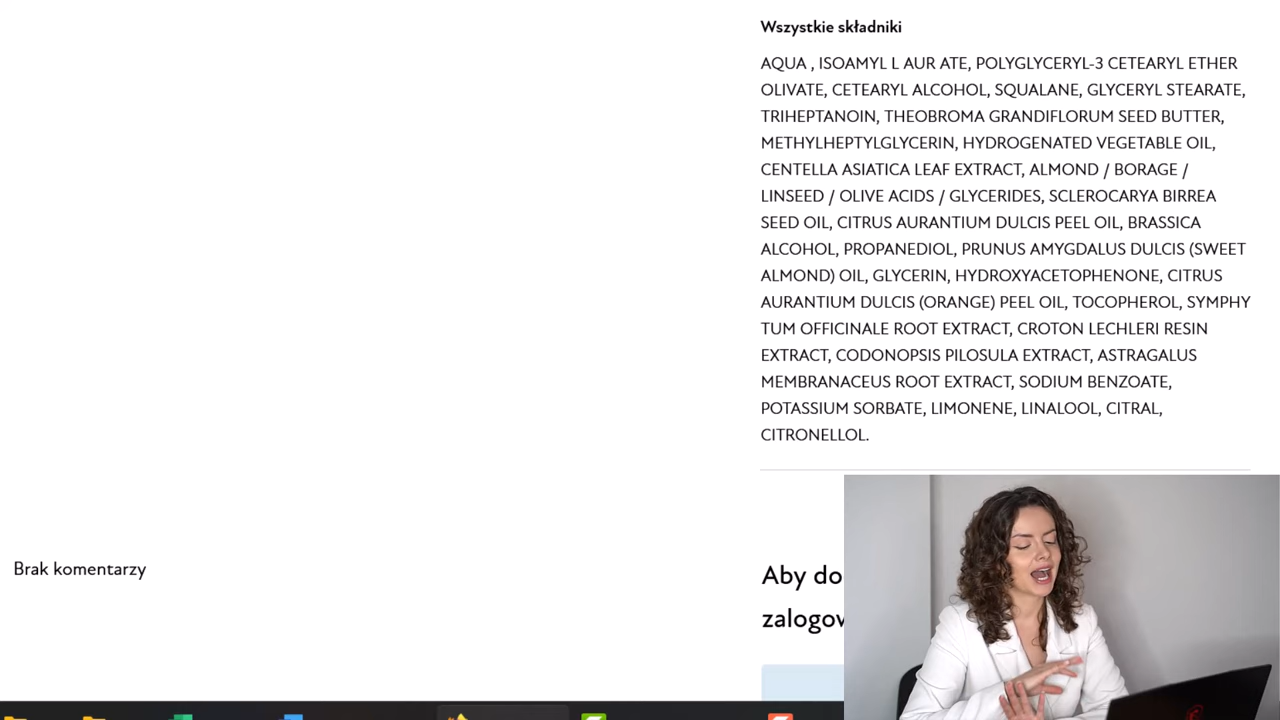 Wszystkie składniki
AQUA , ISOAMYL L AUR ATE, POLYGLYCERYL-3 CETEARYL ETHER
OLIVATE, CETEARYL ALCOHOL, SQUALANE, GLYCERYL STEARATE,
TRIHEPTANOIN, THEOBROMA GRANDIFLORUM SEED BUTTER,
METHYLHEPTYLGLYCERIN, HYDROGENATED VEGETABLE OIL,
CENTELLA ASIATICA LEAF EXTRACT, ALMOND / BORAGE /
LINSEED / OLIVE ACIDS / GLYCERIDES, SCLEROCARYA BIRREA
SEED OIL, CITRUS AURANTIUM DULCIS PEEL OIL, BRASSICA
ALCOHOL, PROPANEDIOL, PRUNUS AMYGDALUS DULCIS (SWEET
ALMOND) OIL, GLYCERIN, HYDROXYACETOPHENONE, CITRUS
AURANTIUM DULCIS (ORANGE) PEEL OIL, TOCOPHEROL, SYMPHY
TUM OFFICINALE ROOT EXTRACT, CROTON LECHLERI RESIN
EXTRACT, CODONOPSIS PILOSULA EXTRACT, ASTRAGALUS
MEMBRANACEUS ROOT EXTRACT, SODIUM BENZOATE,
POTASSIUM SORBATE, LIMONENE, LINALOOL, CITRAL,
CITRONELLOL.
Brak komentarzy
Aby do